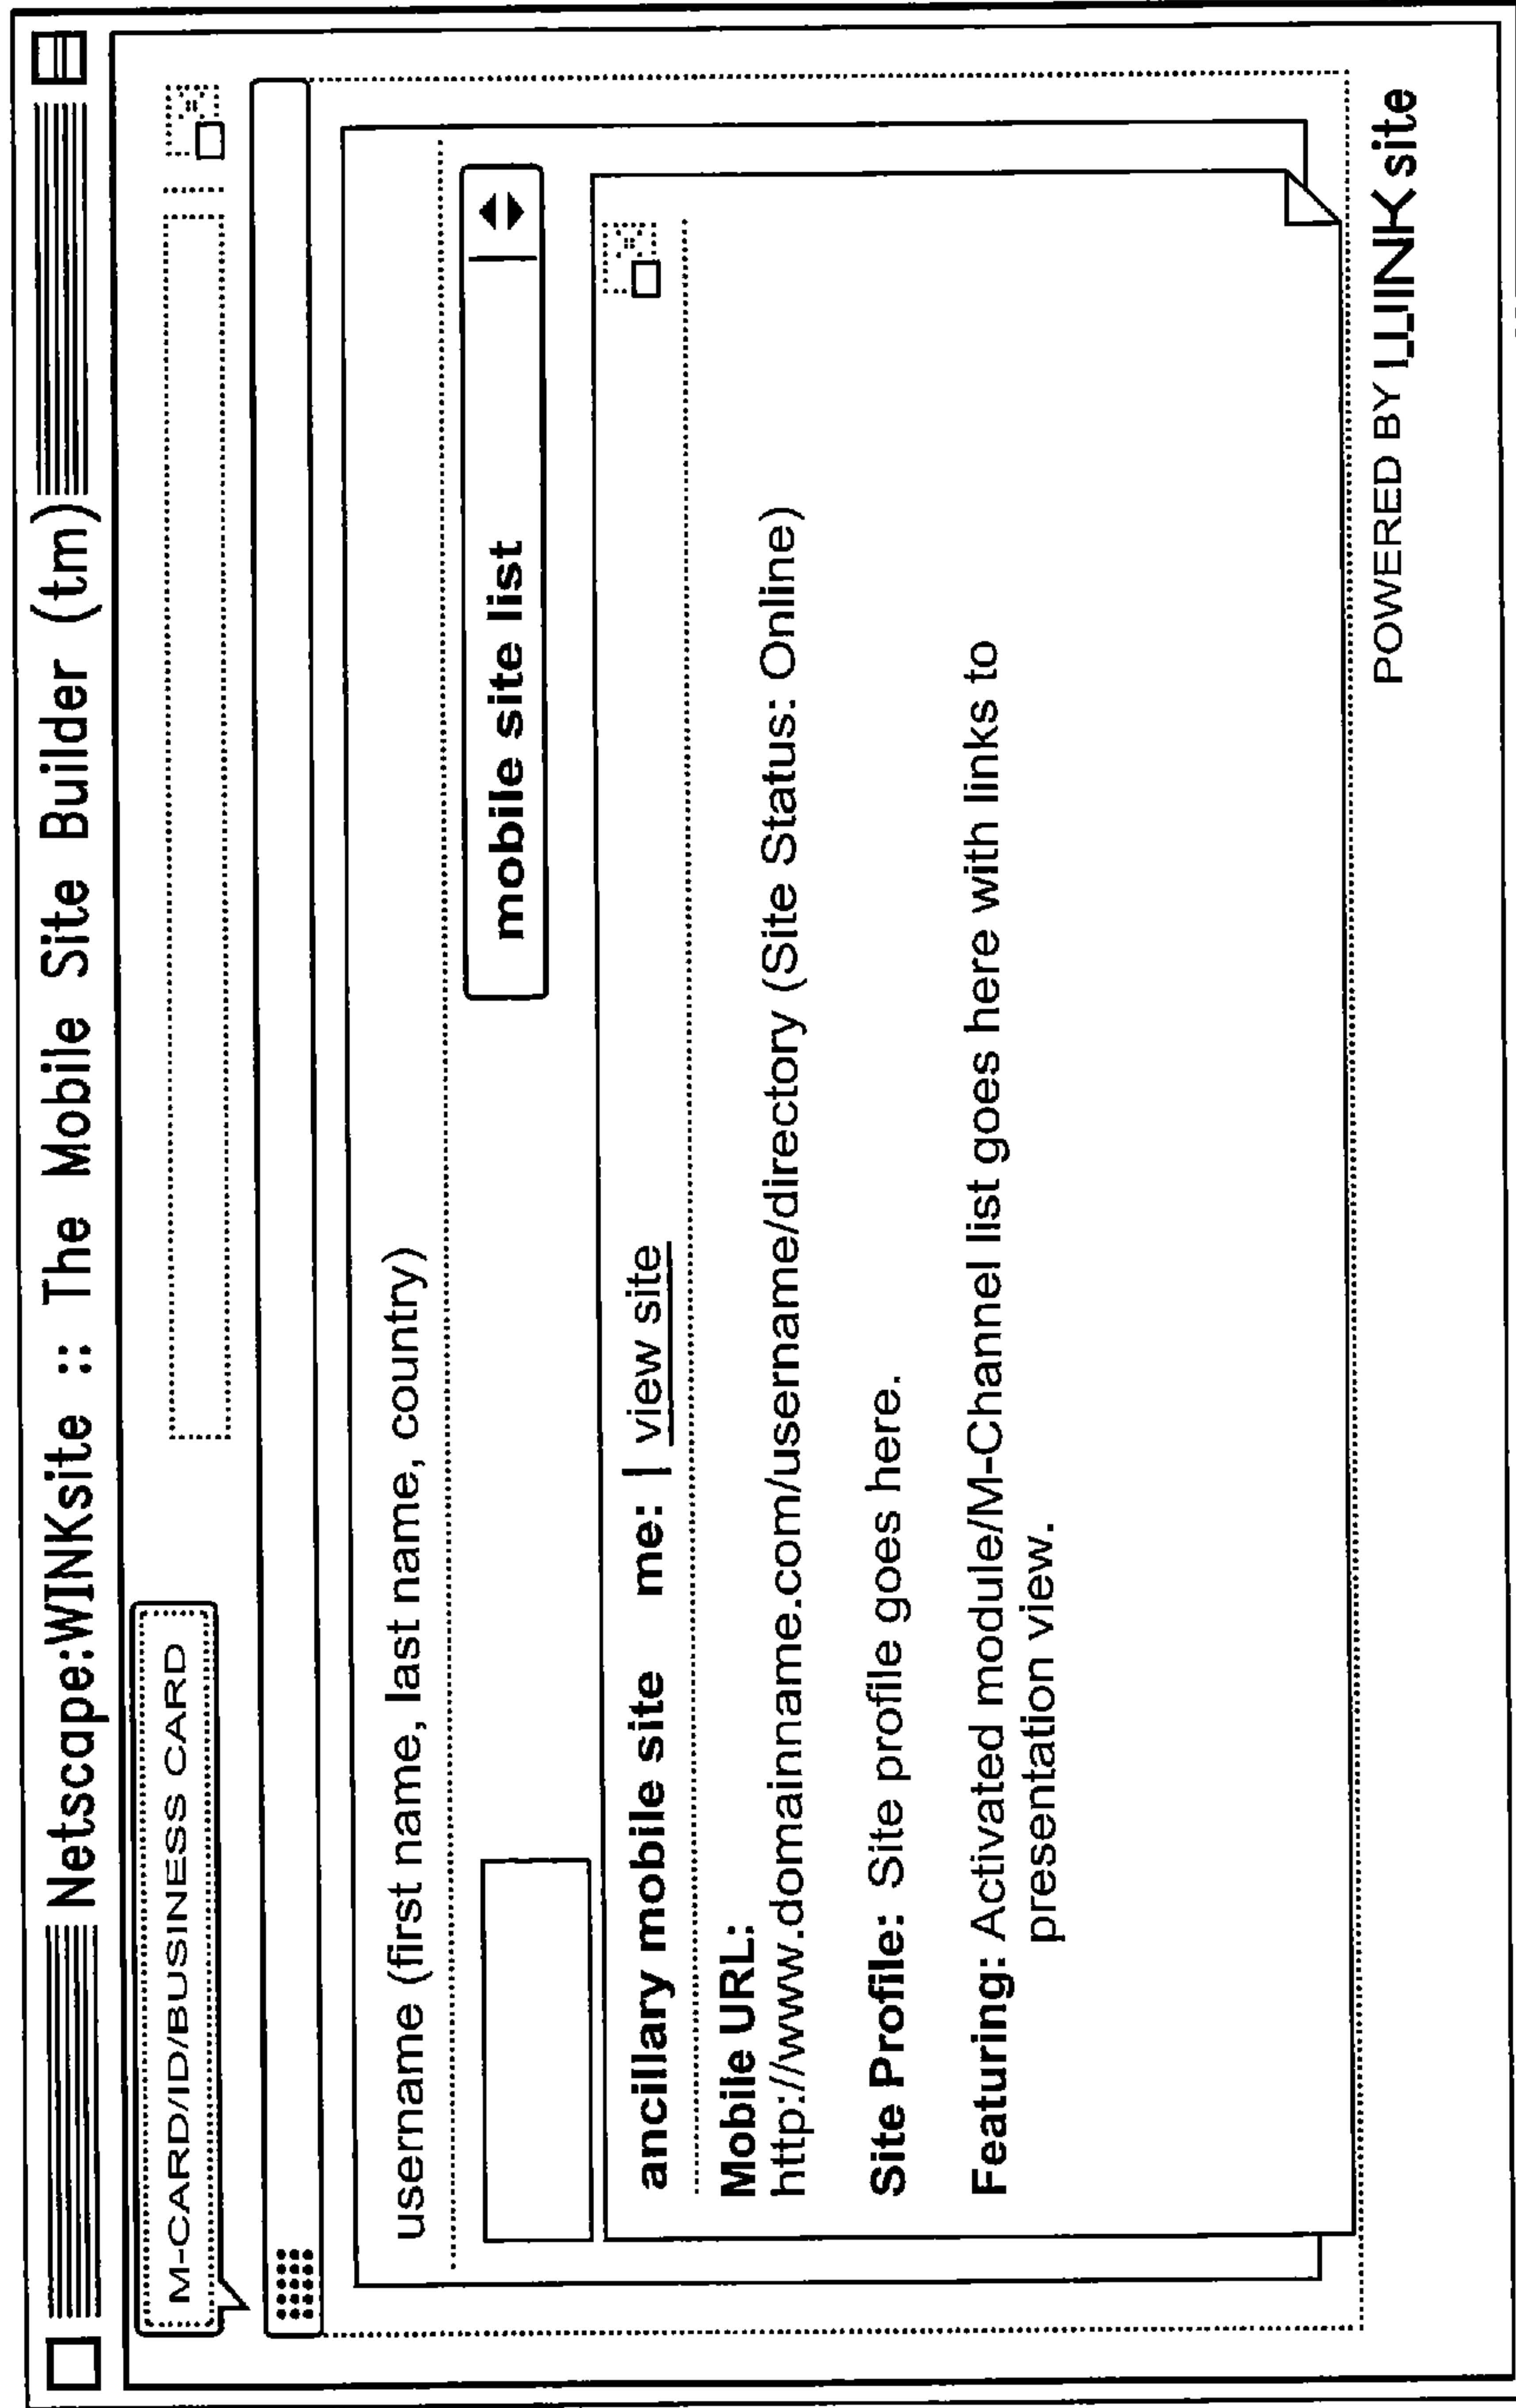 Netscape:WINKsite :: The Mobile Site Builder (tm)
M-CARD/ID/BUSINESS CARD
username (first name, last name, country)
mobile site list
ancillary mobile site me: | view site
Mobile URL:
http://www.domainname.com/username/directory (Site Status: Online)
Site Profile: Site profile goes here.
Featuring: Activated module/M-Channel list goes here with links to
presentation view.
POWERED BY WINKsite